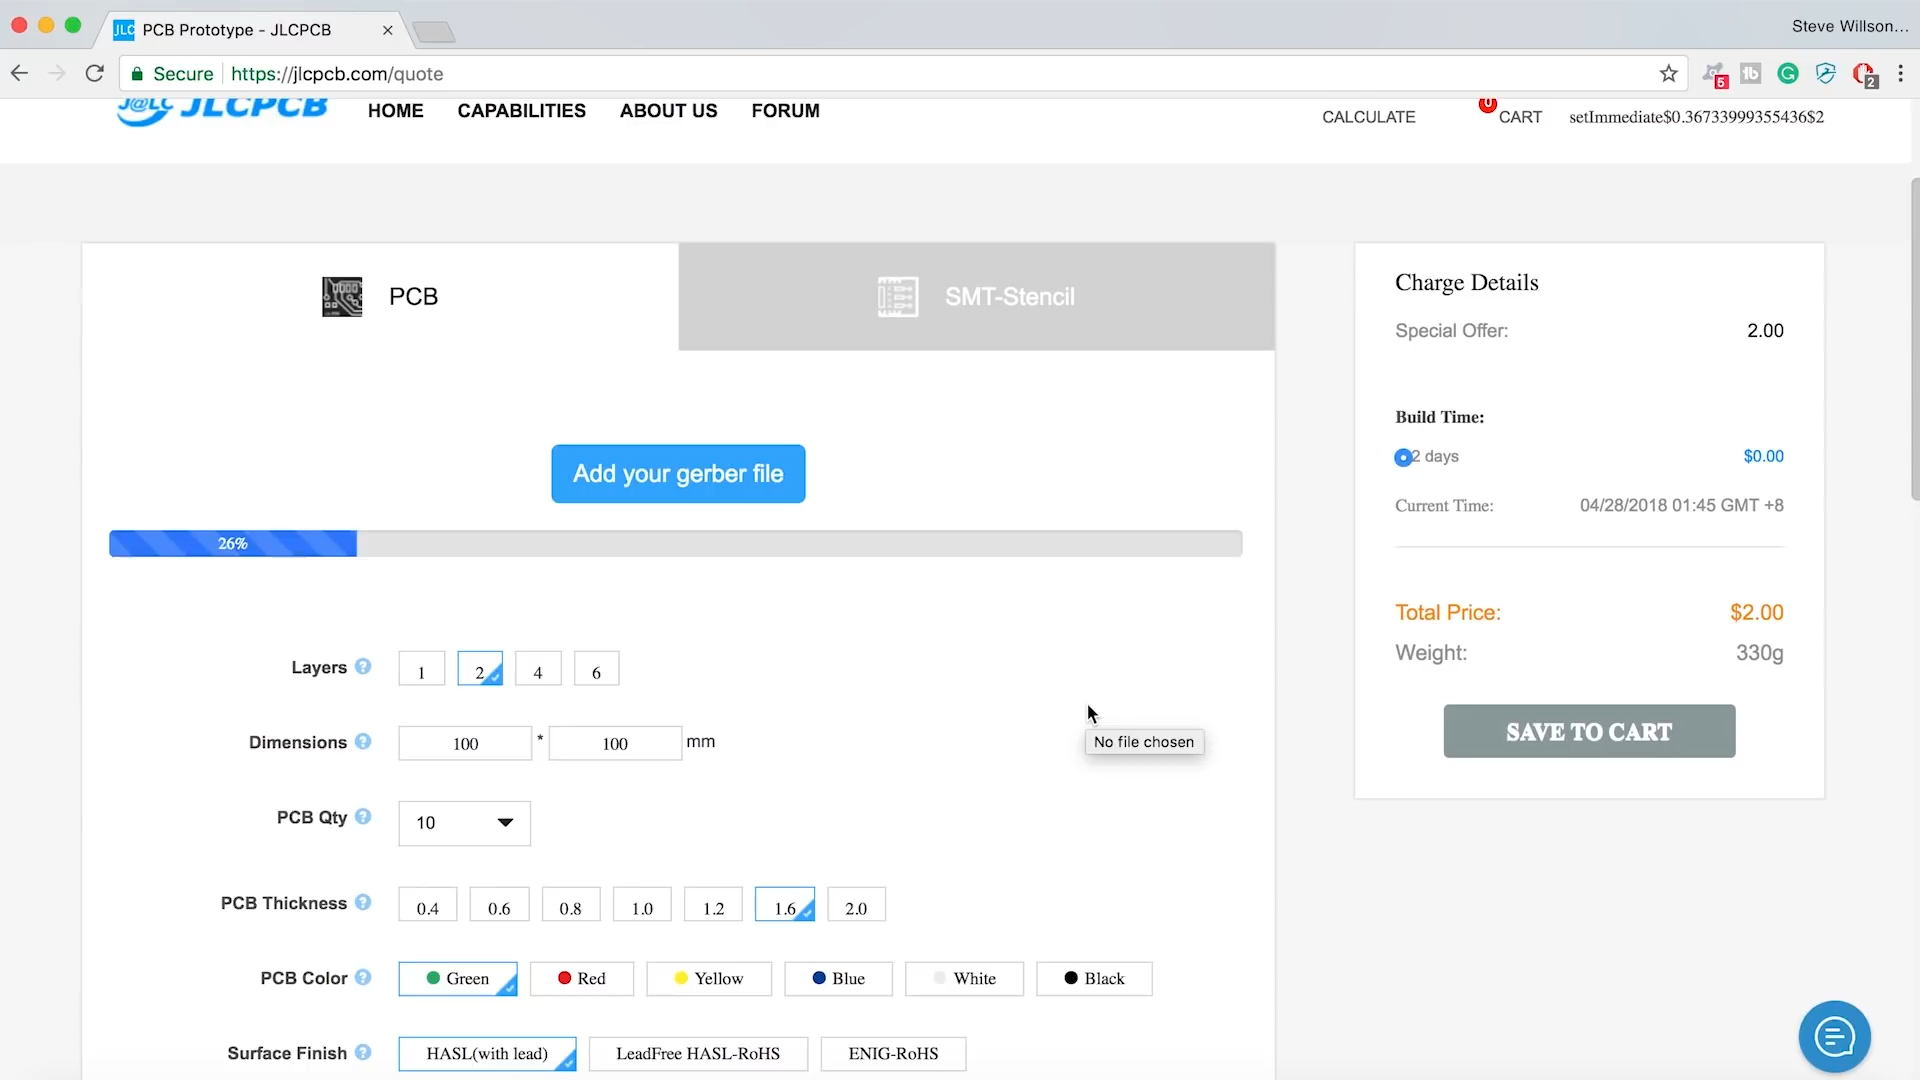 JLC PCB Prototype - JLCPCB
Steve Willson...
Secure https://jlcpcb.com/quote
5
2
J@LC JLCPCB HOME CAPABILITIES ABOUT US FORUM
CALCULATE 0 CART setImmediate$0.36733999355436$2
PCB
SMT-Stencil
Add your gerber file
26%
Layers ? 1 2 4 6
Dimensions ? 100 * 100 mm
No file chosen
PCB Qty ? 10
PCB Thickness ? 0.4 0.6 0.8 1.0 1.2 1.6 2.0
PCB Color ? Green Red Yellow Blue White Black
Surface Finish ? HASL(with lead) LeadFree HASL-RoHS ENIG-RoHS
Charge Details
Special Offer: 2.00
Build Time:
2 days $0.00
Current Time: 04/28/2018 01:45 GMT +8
Total Price: $2.00
Weight: 330g
SAVE TO CART